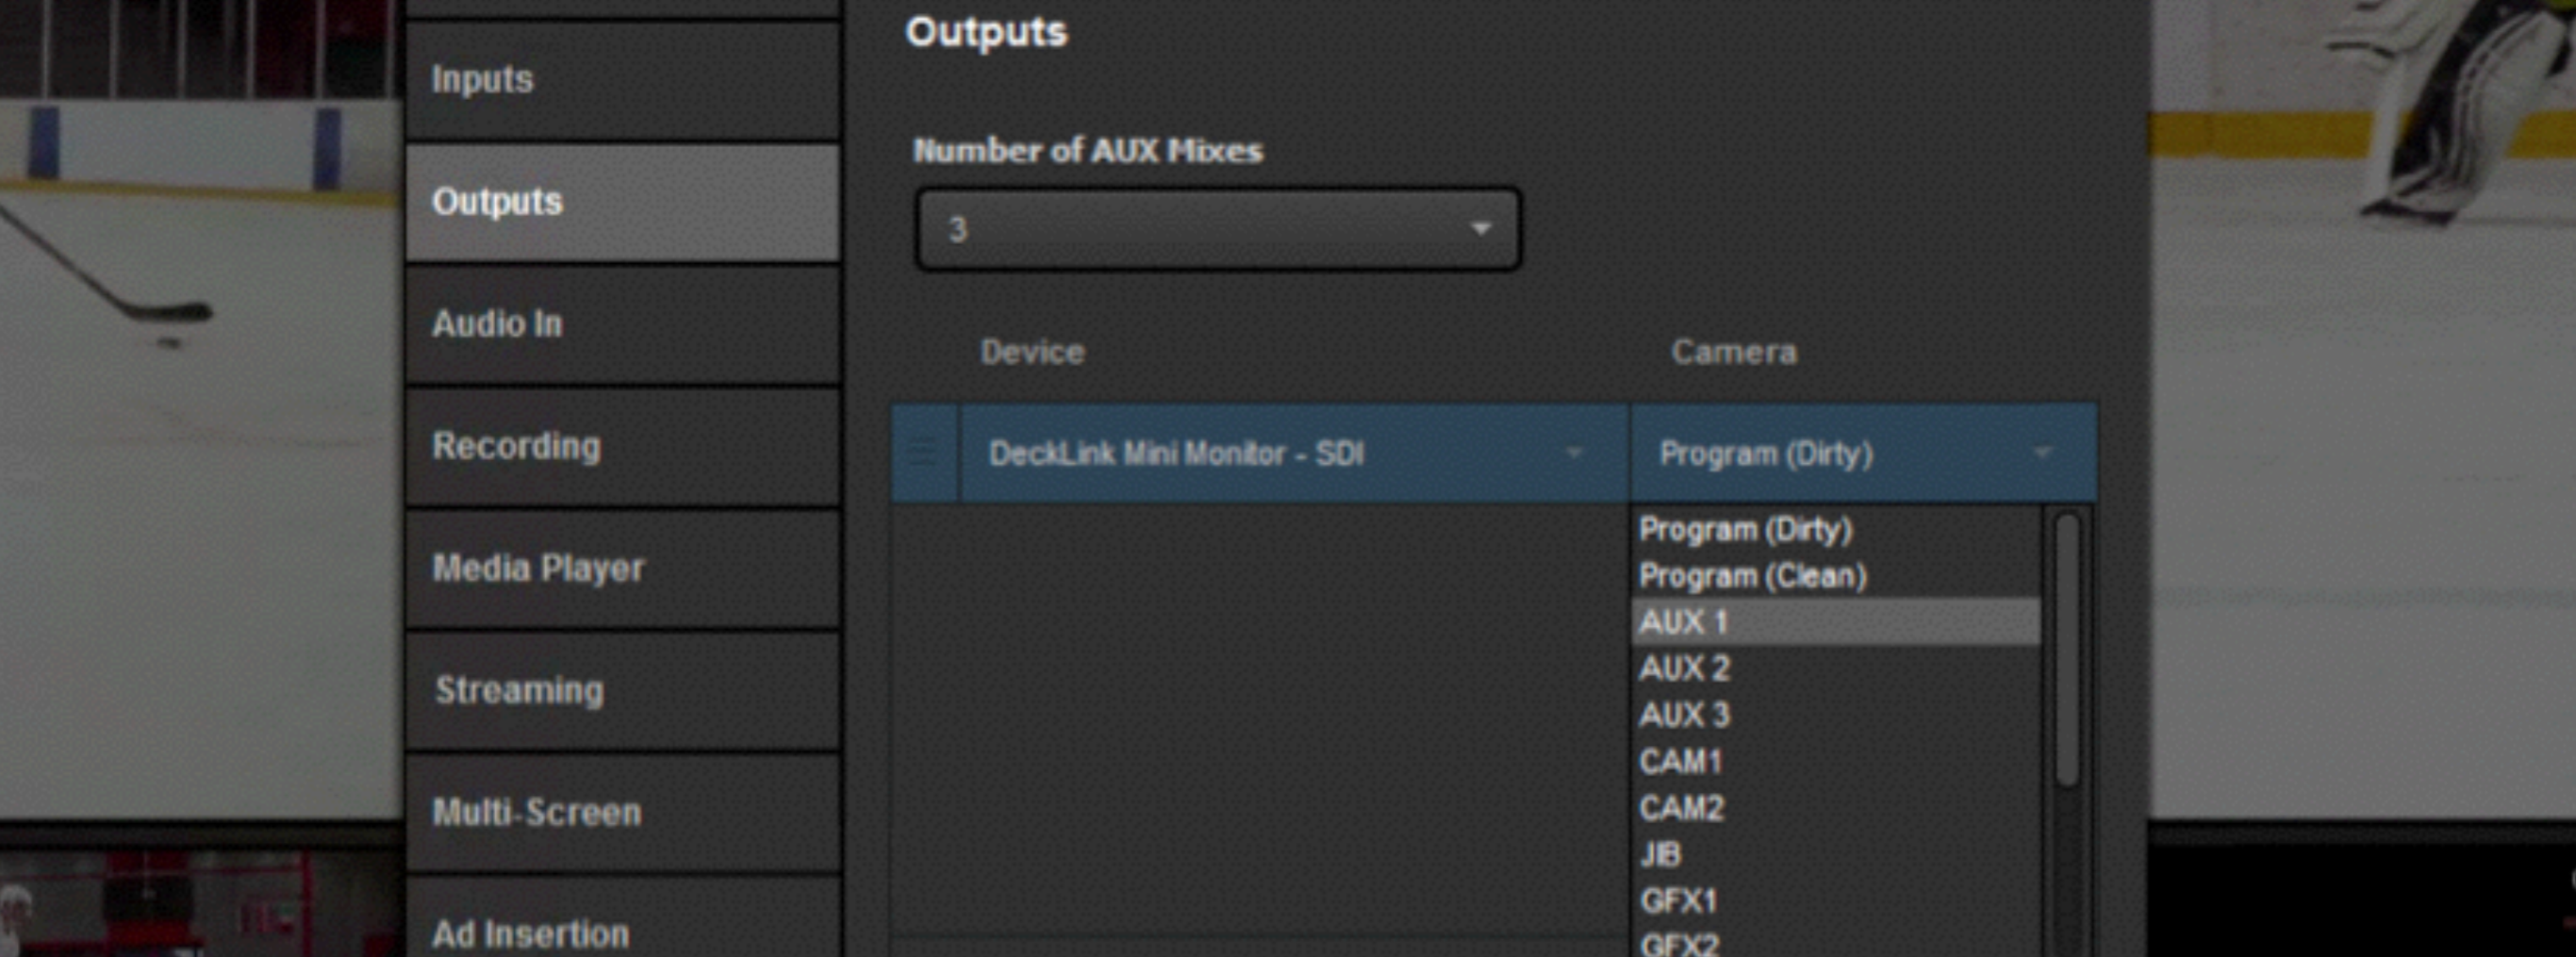 Inputs
Outputs
Audio In
Recording
Media Player
Streaming
Multi-Screen
Ad Insertion
Outputs
Number of AUX Mixes
3
Device
Camera
DeckLink Mini Monitor - SDI
Program (Dirty)
Program (Dirty)
Program (Clean)
AUX 1
AUX 2
AUX 3
CAM1
CAM2
JIB
GFX1
GFX2